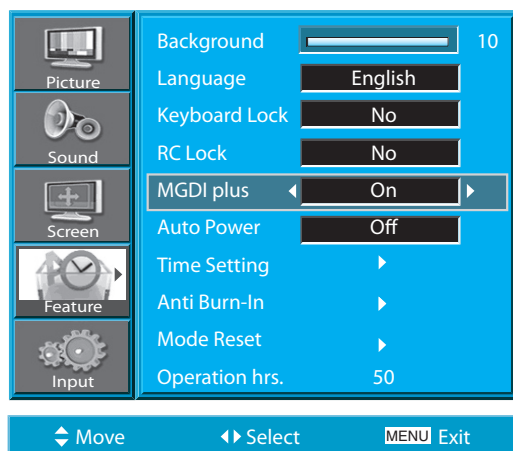 Picture
Sound
Screen
Feature
Input
Background 10
Language English
Keyboard Lock No
RC Lock No
MGDI plus On
Auto Power Off
Time Setting
Anti Burn-In
Mode Reset
Operation hrs. 50
Move Select MENU Exit